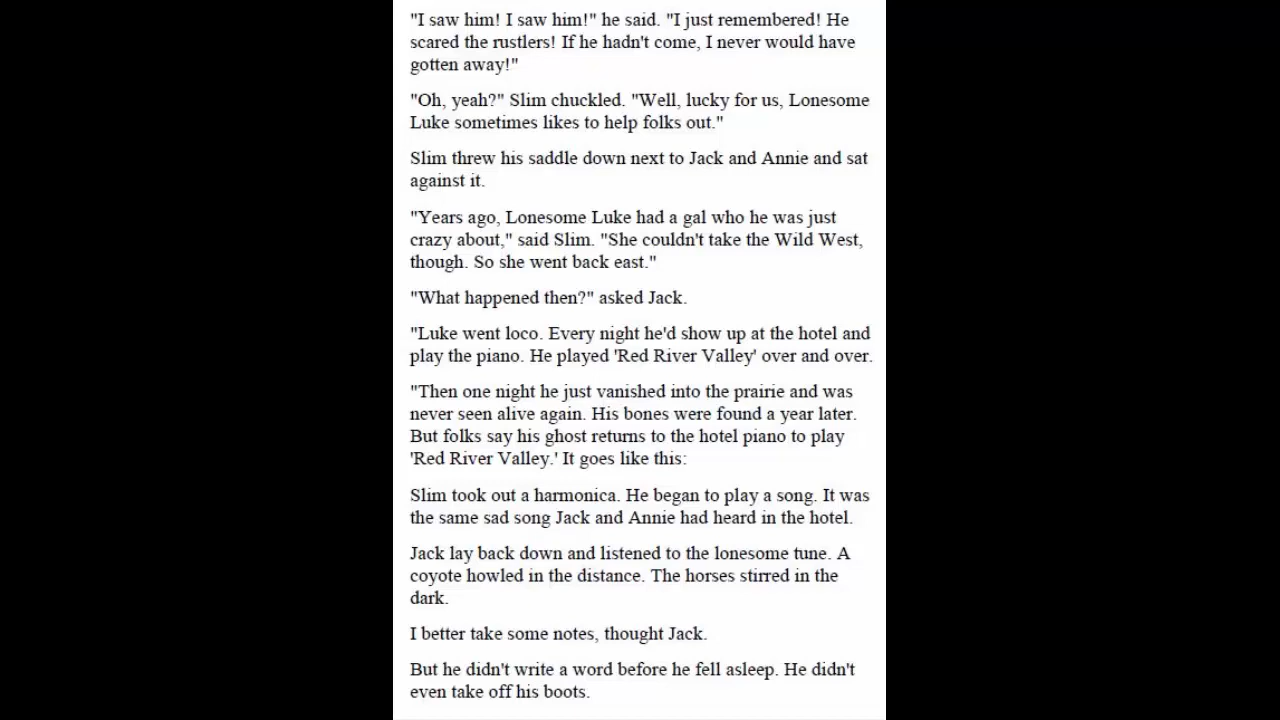 "I saw him! I saw him!" he said. "I just remembered! He
scared the rustlers! If he hadn't come, I never would have
gotten away!"
"Oh, yeah?" Slim chuckled. "Well, lucky for us, Lonesome
Luke sometimes likes to help folks out."
Slim threw his saddle down next to Jack and Annie and sat
against it.
"Years ago, Lonesome Luke had a gal who he was just
crazy about," said Slim. "She couldn't take the Wild West,
though. So she went back east."
"What happened then?" asked Jack.
"Luke went loco. Every night he'd show up at the hotel and
play the piano. He played 'Red River Valley' over and over.
"Then one night he just vanished into the prairie and was
never seen alive again. His bones were found a year later.
But folks say his ghost returns to the hotel piano to play
'Red River Valley.' It goes like this:
Slim took out a harmonica. He began to play a song. It was
the same sad song Jack and Annie had heard in the hotel.
Jack lay back down and listened to the lonesome tune. A
coyote howled in the distance. The horses stirred in the
dark.
I better take some notes, thought Jack.
But he didn't write a word before he fell asleep. He didn't
even take off his boots.